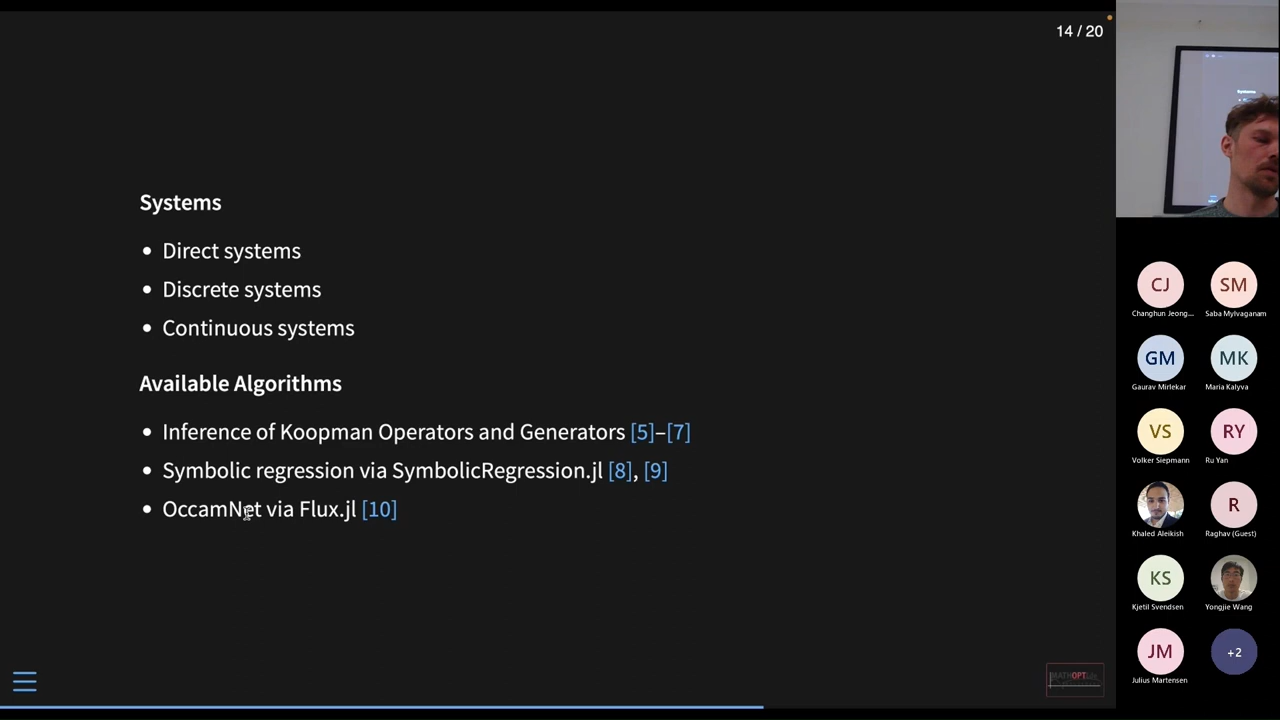 14 / 20
Systems
• Direct systems
• Discrete systems
• Continuous systems
Available Algorithms
• Inference of Koopman Operators and Generators [5]–[7]
• Symbolic regression via SymbolicRegression.jl [8], [9]
• OccamNet via Flux.jl [10]
CJ
Changhun Jeong...
SM
Saba Mylvaganam
GM
Gaurav Mirlekar
MK
Maria Kalyva
VS
Volker Siepmann
RY
Ru Yan
Khaled Aleikish
R
Raghav (Guest)
KS
Kjetil Svendsen
Yongjie Wang
JM
Julius Martensen
+2
MATHOPT